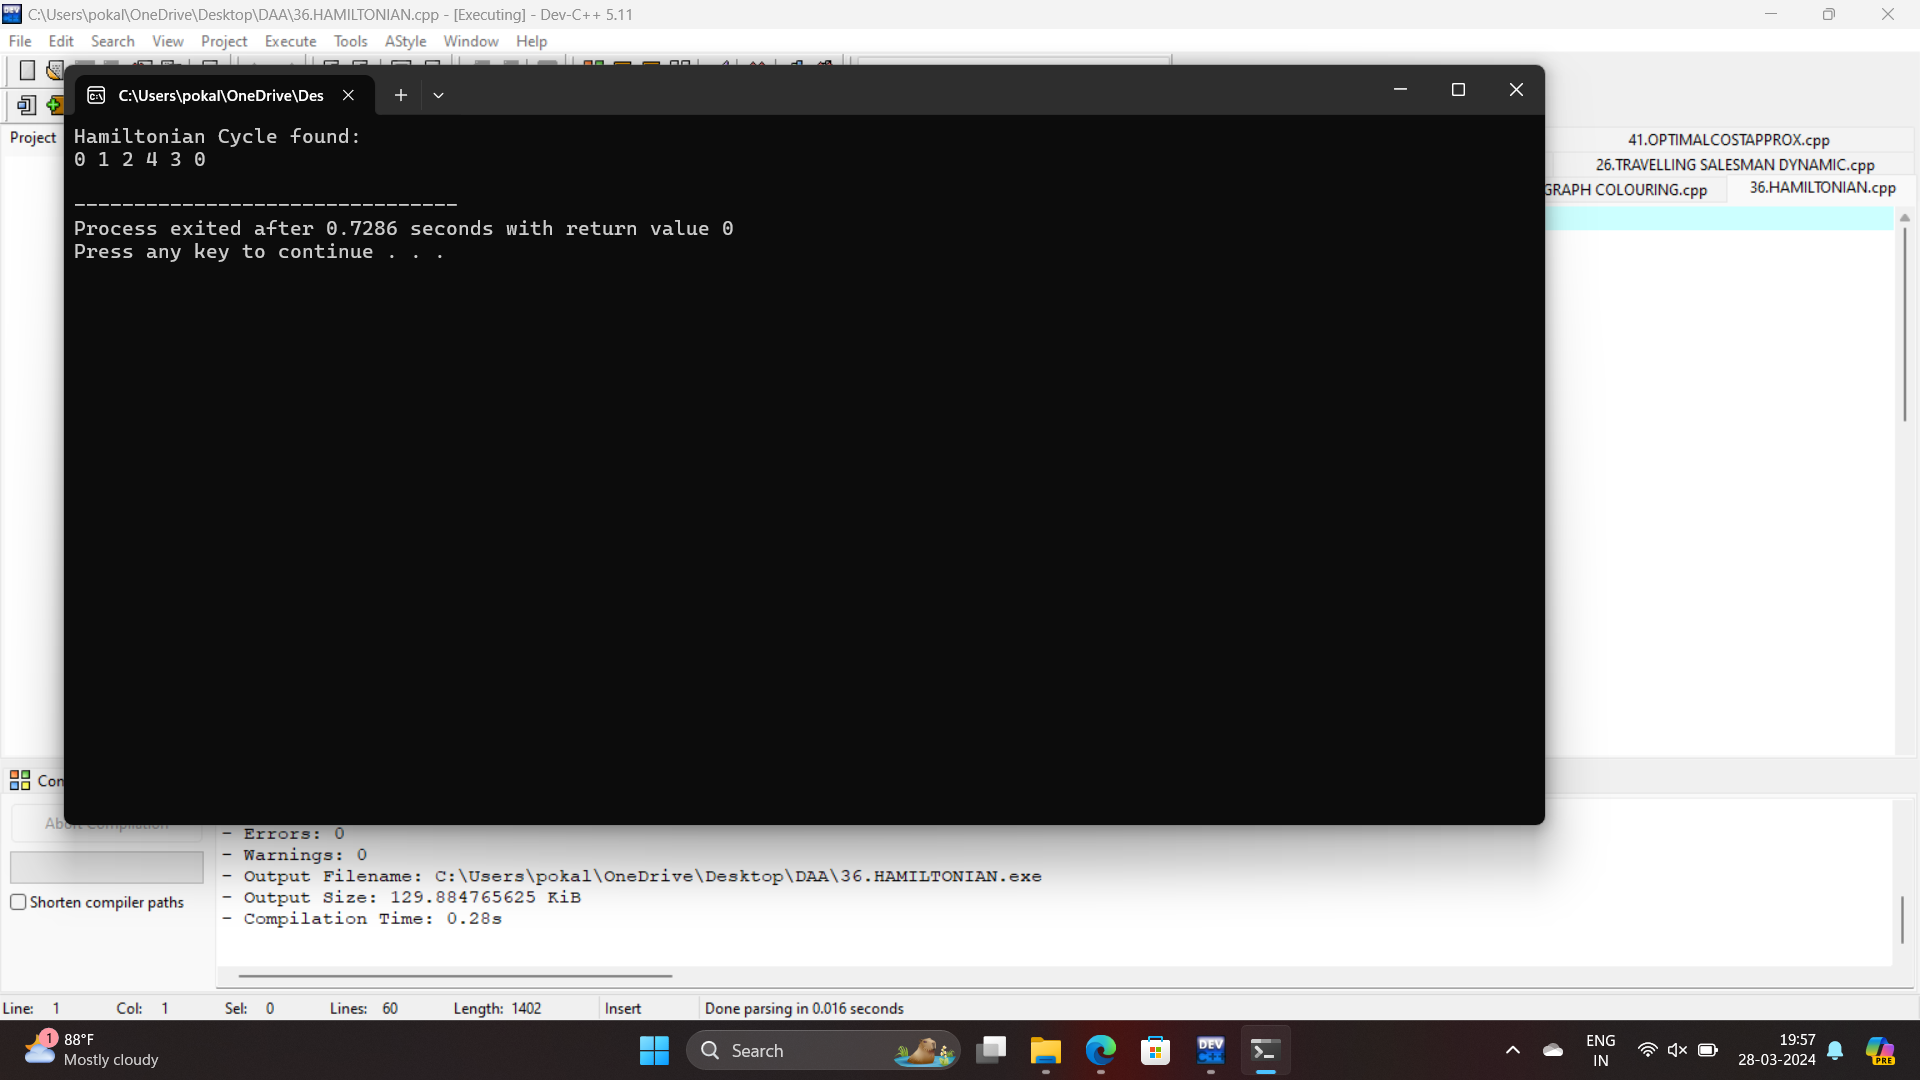 C:\Users\pokal\OneDrive\Desktop\DAA\36.HAMILTONIAN.cpp - [Executing] - Dev-C++ 5.11
File Edit Search View Project Execute Tools AStyle Window Help
C:\Users\pokal\OneDrive\Des
Project
Hamiltonian Cycle found:
0 1 2 4 3 0
--------------------------------
Process exited after 0.7286 seconds with return value 0
Press any key to continue . . .
41.OPTIMALCOSTAPPROX.cpp
26.TRAVELLING SALESMAN DYNAMIC.cpp
GRAPH COLOURING.cpp 36.HAMILTONIAN.cpp
Abort Compilation
Shorten compiler paths
- Errors: 0
- Warnings: 0
- Output Filename: C:\Users\pokal\OneDrive\Desktop\DAA\36.HAMILTONIAN.exe
- Output Size: 129.884765625 KiB
- Compilation Time: 0.28s
Line: 1 Col: 1 Sel: 0 Lines: 60 Length: 1402 Insert Done parsing in 0.016 seconds
1
88°F
Mostly cloudy
Search
DEV
ENG
IN
19:57
28-03-2024
PRE